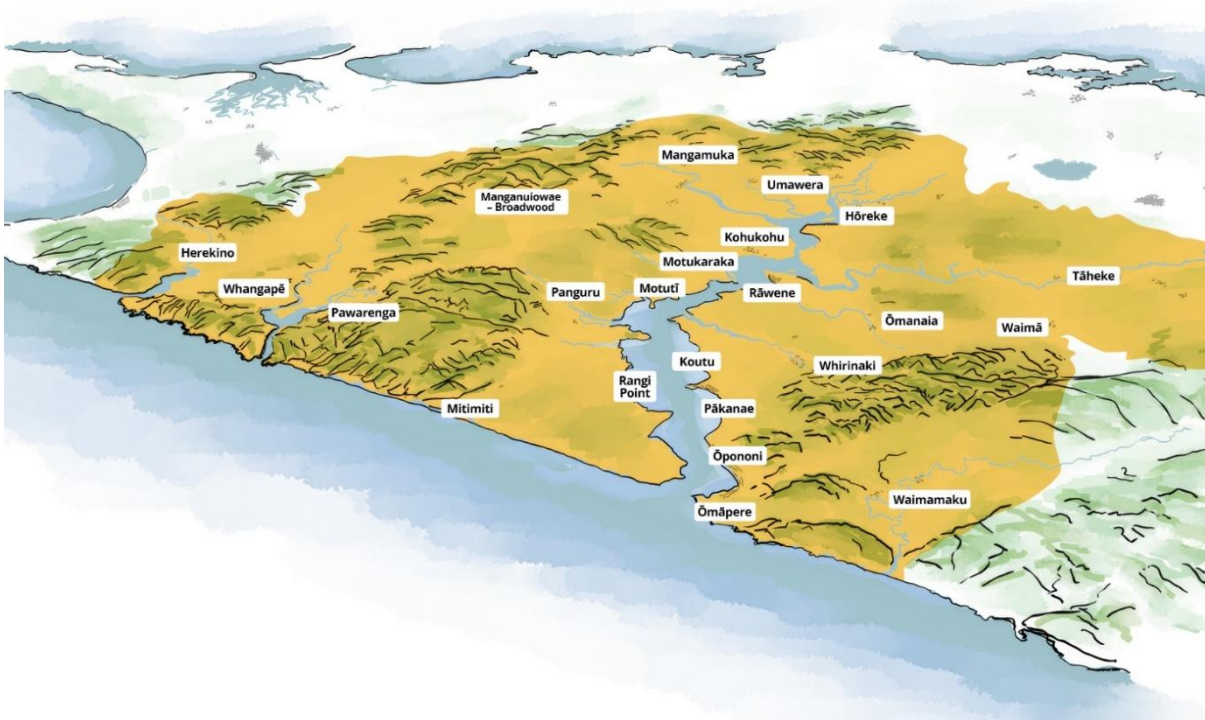 Mangamuka
Umawera
Manganuiowae
– Broadwood
Hōreke
Kohukohu
Herekino
Motukaraka
Tāheke
Whangapē
Panguru
Motutī
Rāwene
Pawarenga
Ōmanaia
Waimā
Koutu
Whirinaki
Rangi
Point
Mitimiti
Pākanae
Ōpononi
Waimamaku
Ōmāpere